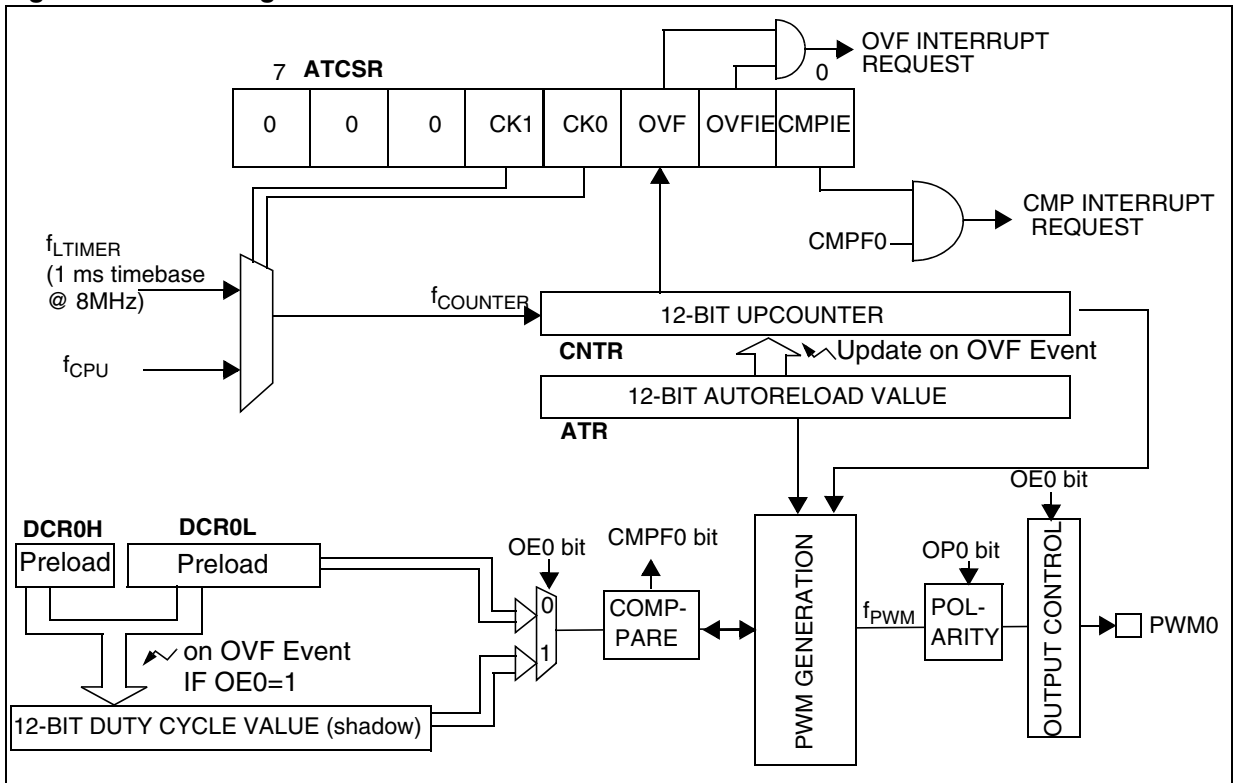 7 ATCSR 0
0 0 0 CK1 CK0 OVF OVFIE CMPIE
OVF INTERRUPT
REQUEST
CMP INTERRUPT
REQUEST
CMPF0
fLTIMER
(1 ms timebase
@ 8MHz)
fCPU
fCOUNTER
12-BIT UPCOUNTER
CNTR
Update on OVF Event
12-BIT AUTORELOAD VALUE
ATR
DCR0H
DCR0L
Preload
Preload
on OVF Event
IF OE0=1
12-BIT DUTY CYCLE VALUE (shadow)
OE0 bit
0
1
CMPF0 bit
COMP-
PARE
PWM GENERATION
fPWM
OP0 bit
POL-
ARITY
OE0 bit
OUTPUT CONTROL
PWM0